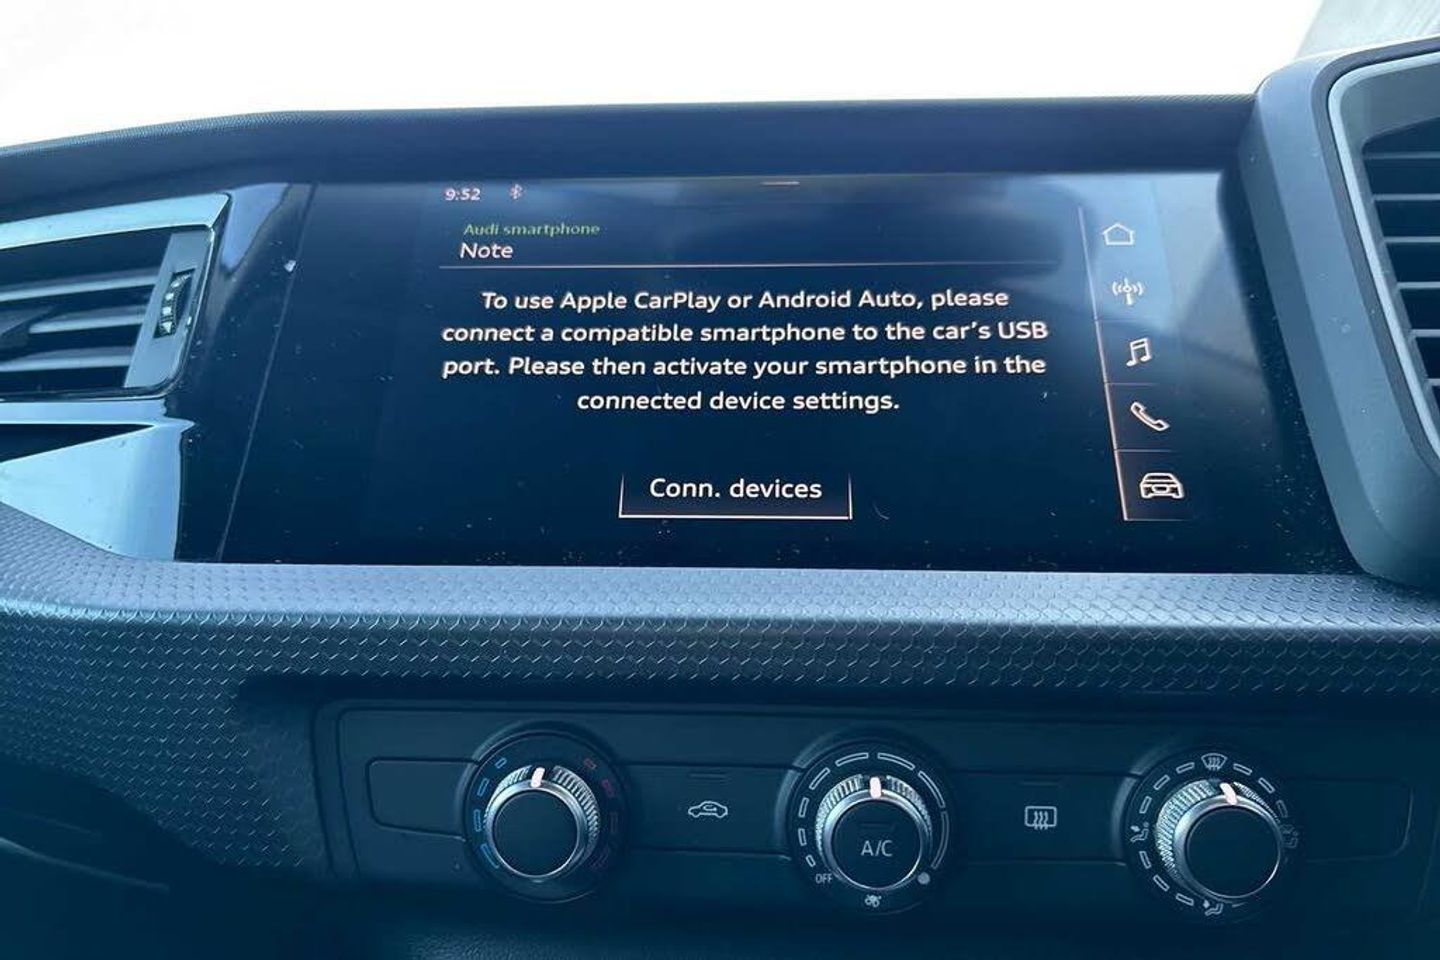 9:52
Audi smartphone
Note
To use Apple CarPlay or Android Auto, please
connect a compatible smartphone to the car's USB
port. Please then activate your smartphone in the
connected device settings.
Conn. devices
A/C
OFF